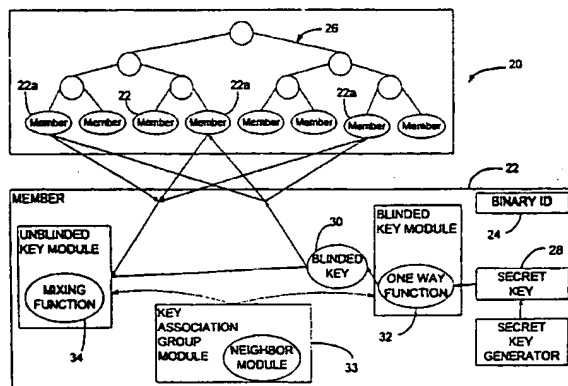 26
20
22a
22
22a
22a
Member Member Member Member Member Member Member Member
22
MEMBER
BINARY ID
24
UNBLINDED
KEY MODULE
30
BLINDED
KEY MODULE
28
BLINDED
KEY
SECRET
KEY
MIXING
FUNCTION
ONE WAY
FUNCTION
34
KEY
ASSOCIATION
GROUP
MODULE
NEIGHBOR
MODULE
33
32
SECRET
KEY
GENERATOR